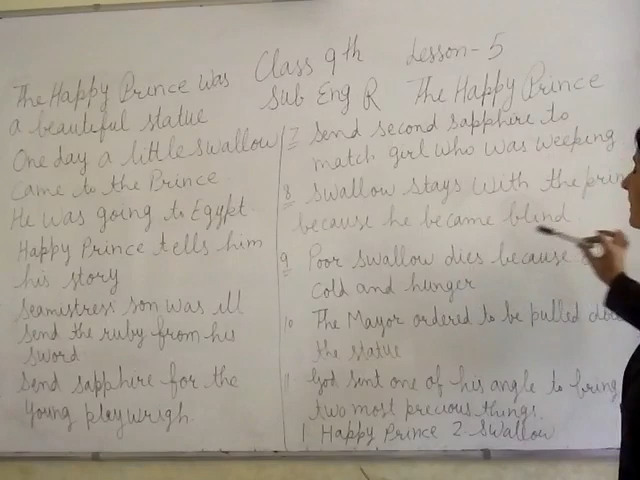 Class 9th Lesson - 5
Sub Eng R The Happy Prince
The Happy Prince was
a beautiful statue
One day a little swallow
came to the Prince
He was going to Egypt.
Happy Prince tells him
his story
Seamistress son was ill
Send the ruby from his
sword
Send sapphire for the
young playwrigh.
7 Send second sapphire to
match girl who was weeping
8 Swallow stays with the prin
because he became blind
9 Poor swallow dies because
cold and hunger
10 The Mayor ordered to be pulled
the statue
11 God sent one of his angle to bring
two most precious things.
1 Happy Prince 2. Swallow